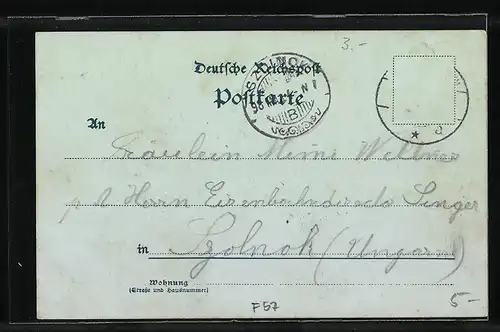 3.-
Deutsche Reichspost
Postkarte
An
Fräulein Mimi Wellner
p. A. Herrn Eisenbahndirector Singer
in Szolnok (Ungarn)
Wohnung
(Straße und Hausnummer)
F57
5-